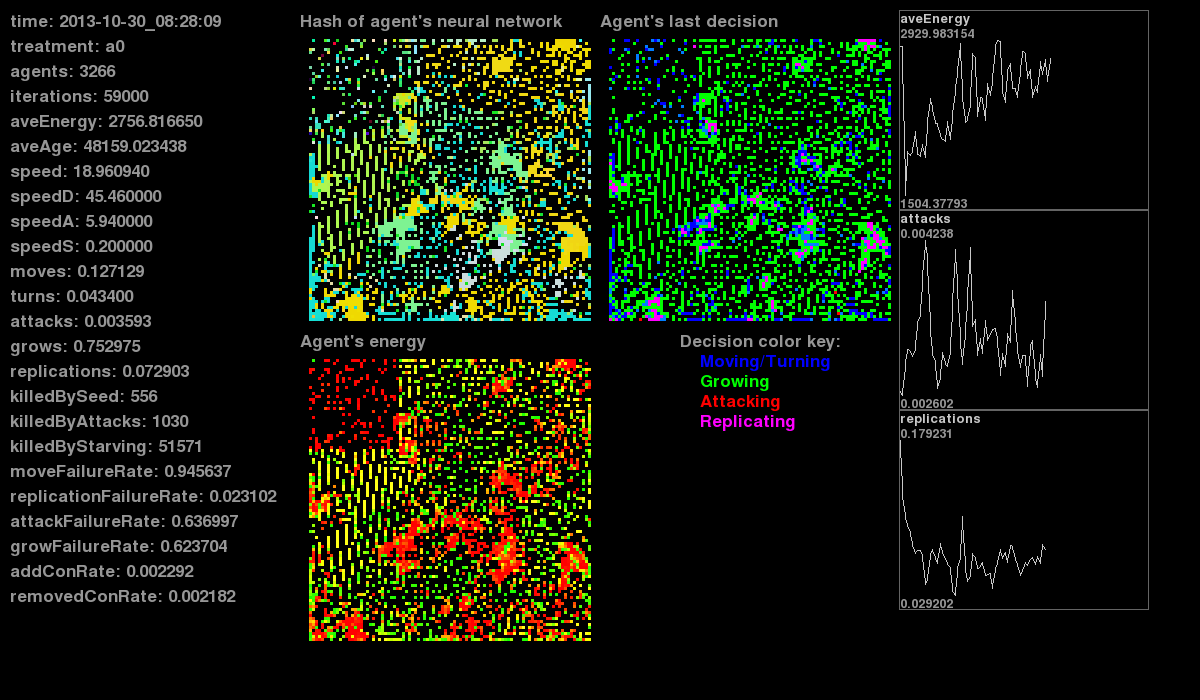 time: 2013-10-30_08:28:09
treatment: a0
agents: 3266
iterations: 59000
aveEnergy: 2756.816650
aveAge: 48159.023438
speed: 18.960940
speedD: 45.460000
speedA: 5.940000
speedS: 0.200000
moves: 0.127129
turns: 0.043400
attacks: 0.003593
grows: 0.752975
replications: 0.072903
killedBySeed: 556
killedByAttacks: 1030
killedByStarving: 51571
moveFailureRate: 0.945637
replicationFailureRate: 0.023102
attackFailureRate: 0.636997
growFailureRate: 0.623704
addConRate: 0.002292
removedConRate: 0.002182
Hash of agent's neural network
Agent's last decision
Agent's energy
Decision color key:
Moving/Turning
Growing
Attacking
Replicating
aveEnergy
2929.983154
1504.37793
attacks
0.004238
0.002602
replications
0.179231
0.029202